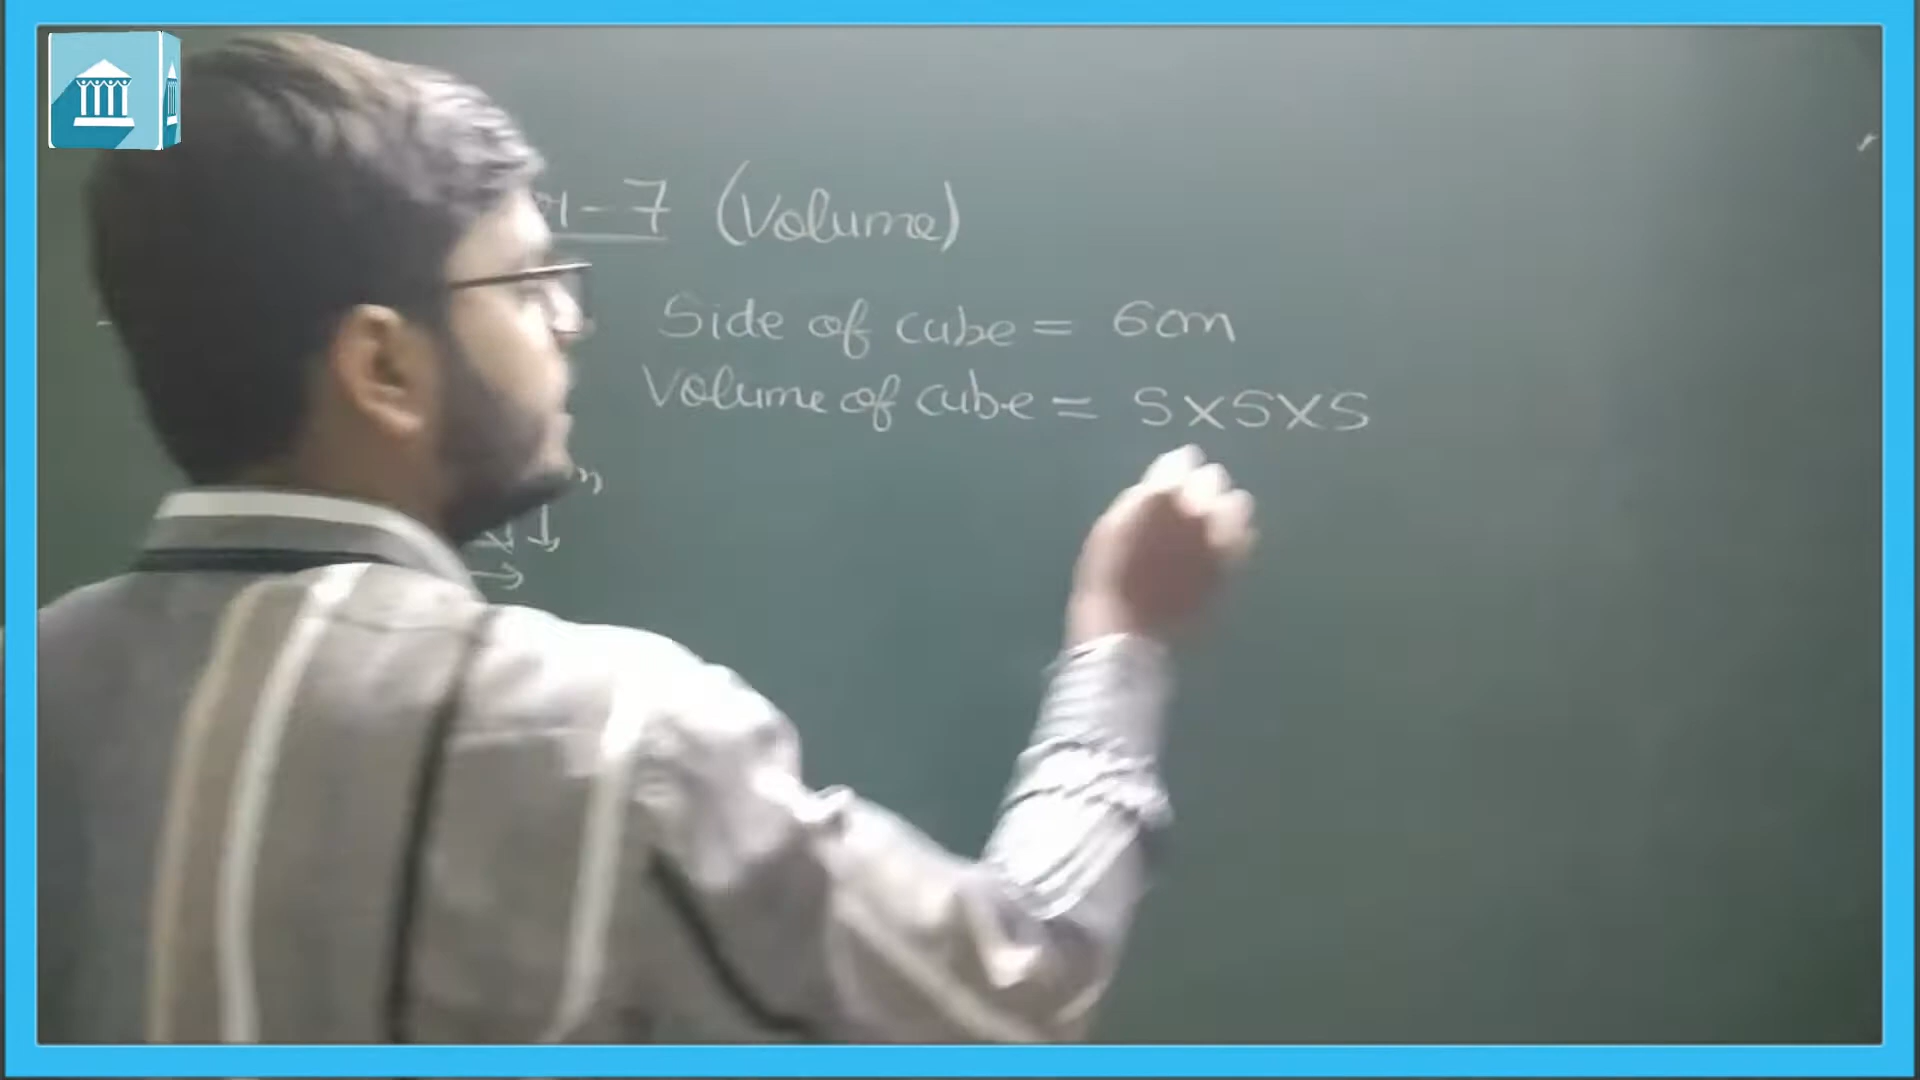 -7 (Volume)
Side of cube = 6cm
Volume of cube = S×S×S